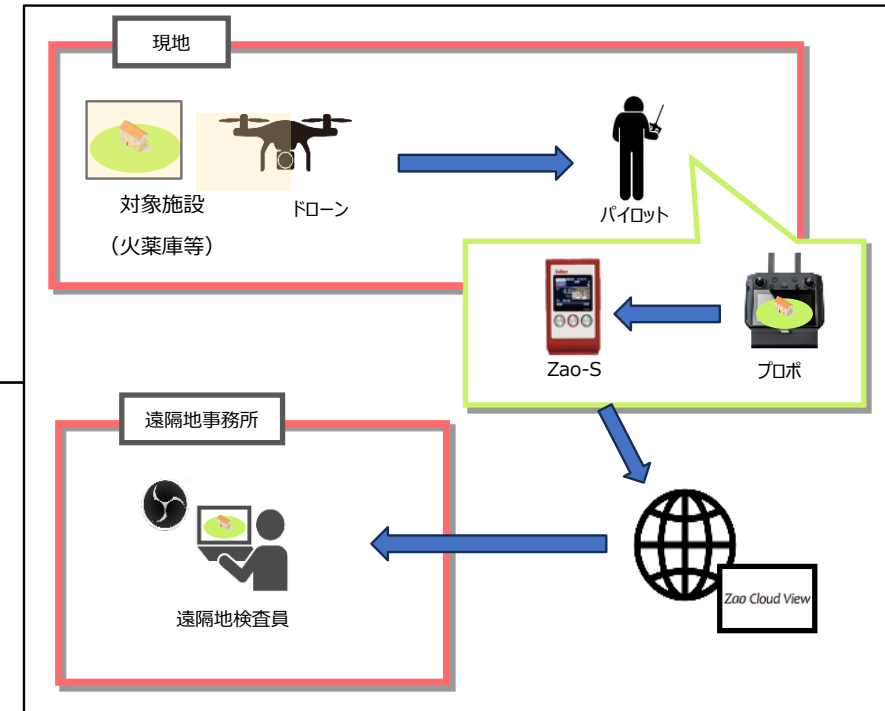 現地
対象施設
（火薬庫等）
ドローン
パイロット
Zao-S
プロポ
遠隔地事務所
遠隔地検査員
Zao Cloud View